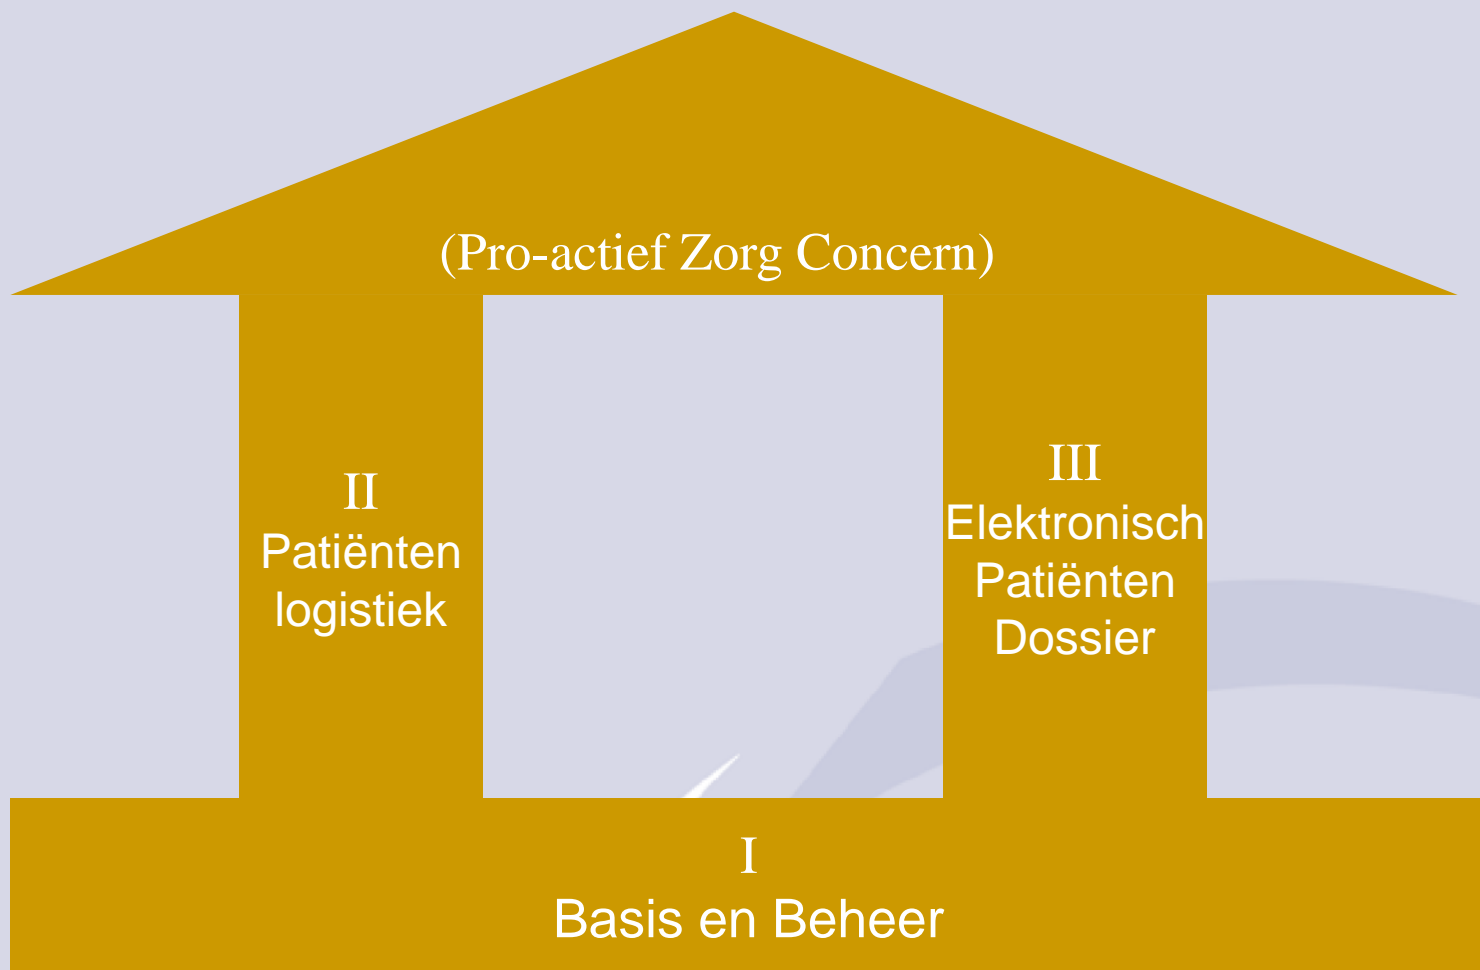 (Pro-actief Zorg Concern)
II
Patiënten
logistiek
III
Elektronisch
Patiënten
Dossier
I
Basis en Beheer